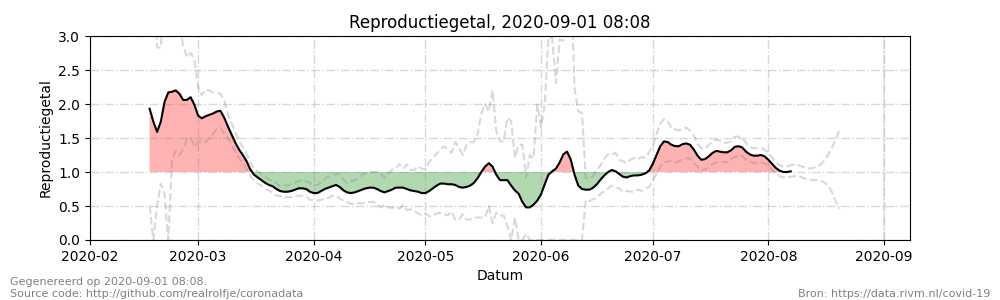 Reproductiegetal, 2020-09-01 08:08
3.0
2.5
2.0
1.5
1.0
0.5
0.0
Reproductiegetal
2020-02 2020-03 2020-04 2020-05 2020-06 2020-07 2020-08 2020-09
Datum
Gegenereerd op 2020-09-01 08:08.
Source code: http://github.com/realrolfje/coronadata
Bron: https://data.rivm.nl/covid-19